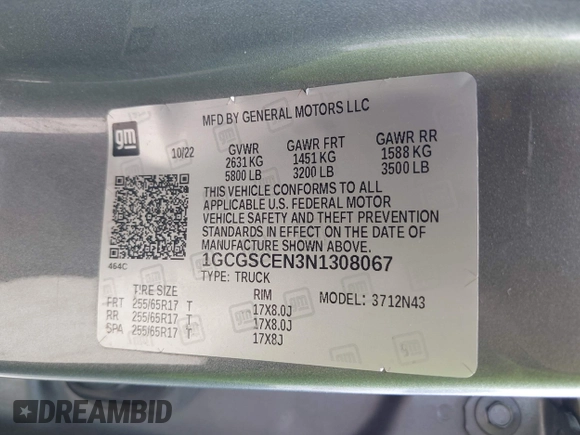 gm
MFD BY GENERAL MOTORS LLC
10/22
GVWR GAWR FRT GAWR RR
2631 KG 1451 KG 1588 KG
5800 LB 3200 LB 3500 LB
THIS VEHICLE CONFORMS TO ALL
APPLICABLE U.S. FEDERAL MOTOR
VEHICLE SAFETY AND THEFT PREVENTION
STANDARDS IN EFFECT ON THE DATE OF
MANUFACTURE SHOWN ABOVE.
464C
1GCGSCEN3N1308067
TYPE: TRUCK
TIRE SIZE RIM MODEL: 3712N43
FRT 255/65R17 T 17X8.0J
RR 255/65R17 T 17X8.0J
SPA 255/65R17 T 17X8J
DREAMBID